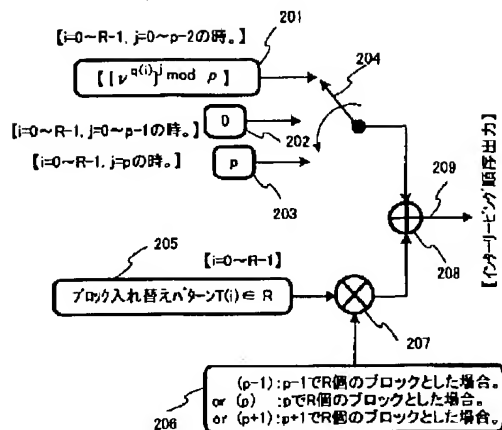 【i=0~R-1, j=0~p-2の時。】
201
【 [ν^q(i)]^j mod p 】
204
0
【i=0~R-1, j=0~p-1の時。】
202
【i=0~R-1, j=pの時。】
p
203
209
208
【インターリービング順序出力】
205
【i=0~R-1】
ブロック入れ替えパターンT(i) ∈ R
207
(p-1) : p-1でR個のブロックとした場合。
or (p) : pでR個のブロックとした場合。
or (p+1) : p+1でR個のブロックとした場合。
206